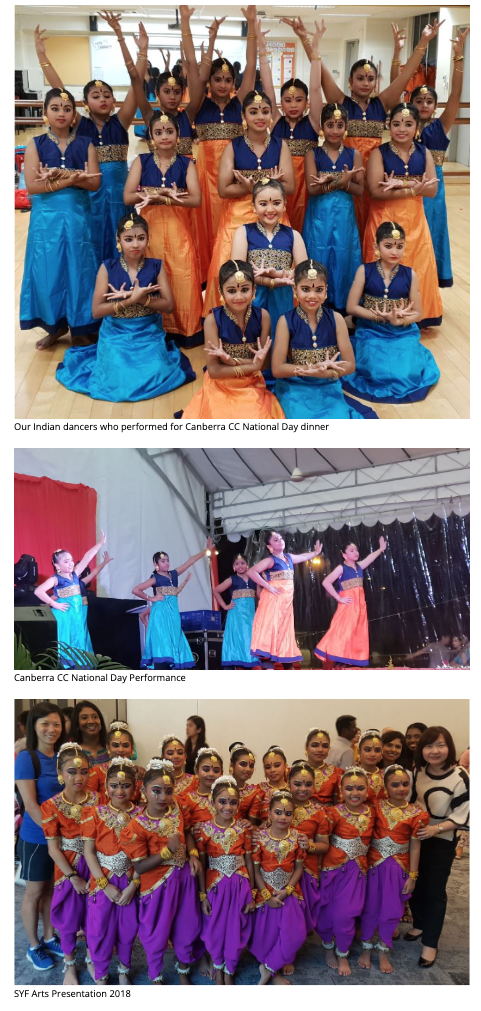 Our Indian dancers who performed for Canberra CC National Day dinner
Canberra CC National Day Performance
SYF Arts Presentation 2018